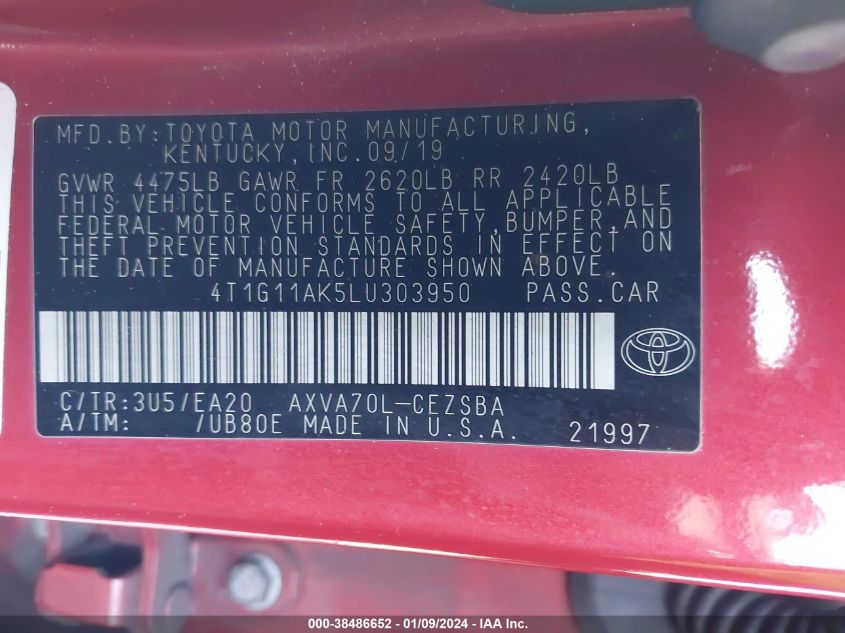 MFD. BY: TOYOTA MOTOR MANUFACTURING,
KENTUCKY, INC. 09/19
GVWR 4475LB GAWR FR 2620LB RR 2420LB
THIS VEHICLE CONFORMS TO ALL APPLICABLE
FEDERAL MOTOR VEHICLE SAFETY, BUMPER, AND
THEFT PREVENTION STANDARDS IN EFFECT ON
THE DATE OF MANUFACTURE SHOWN ABOVE.
4T1G11AK5LU303950 PASS.CAR
C/TR:3U5/EA20 AXVA70L-CEZSBA
A/TM: /UB80E MADE IN U.S.A. 21997
000-38486652 - 01/09/2024 - IAA Inc.